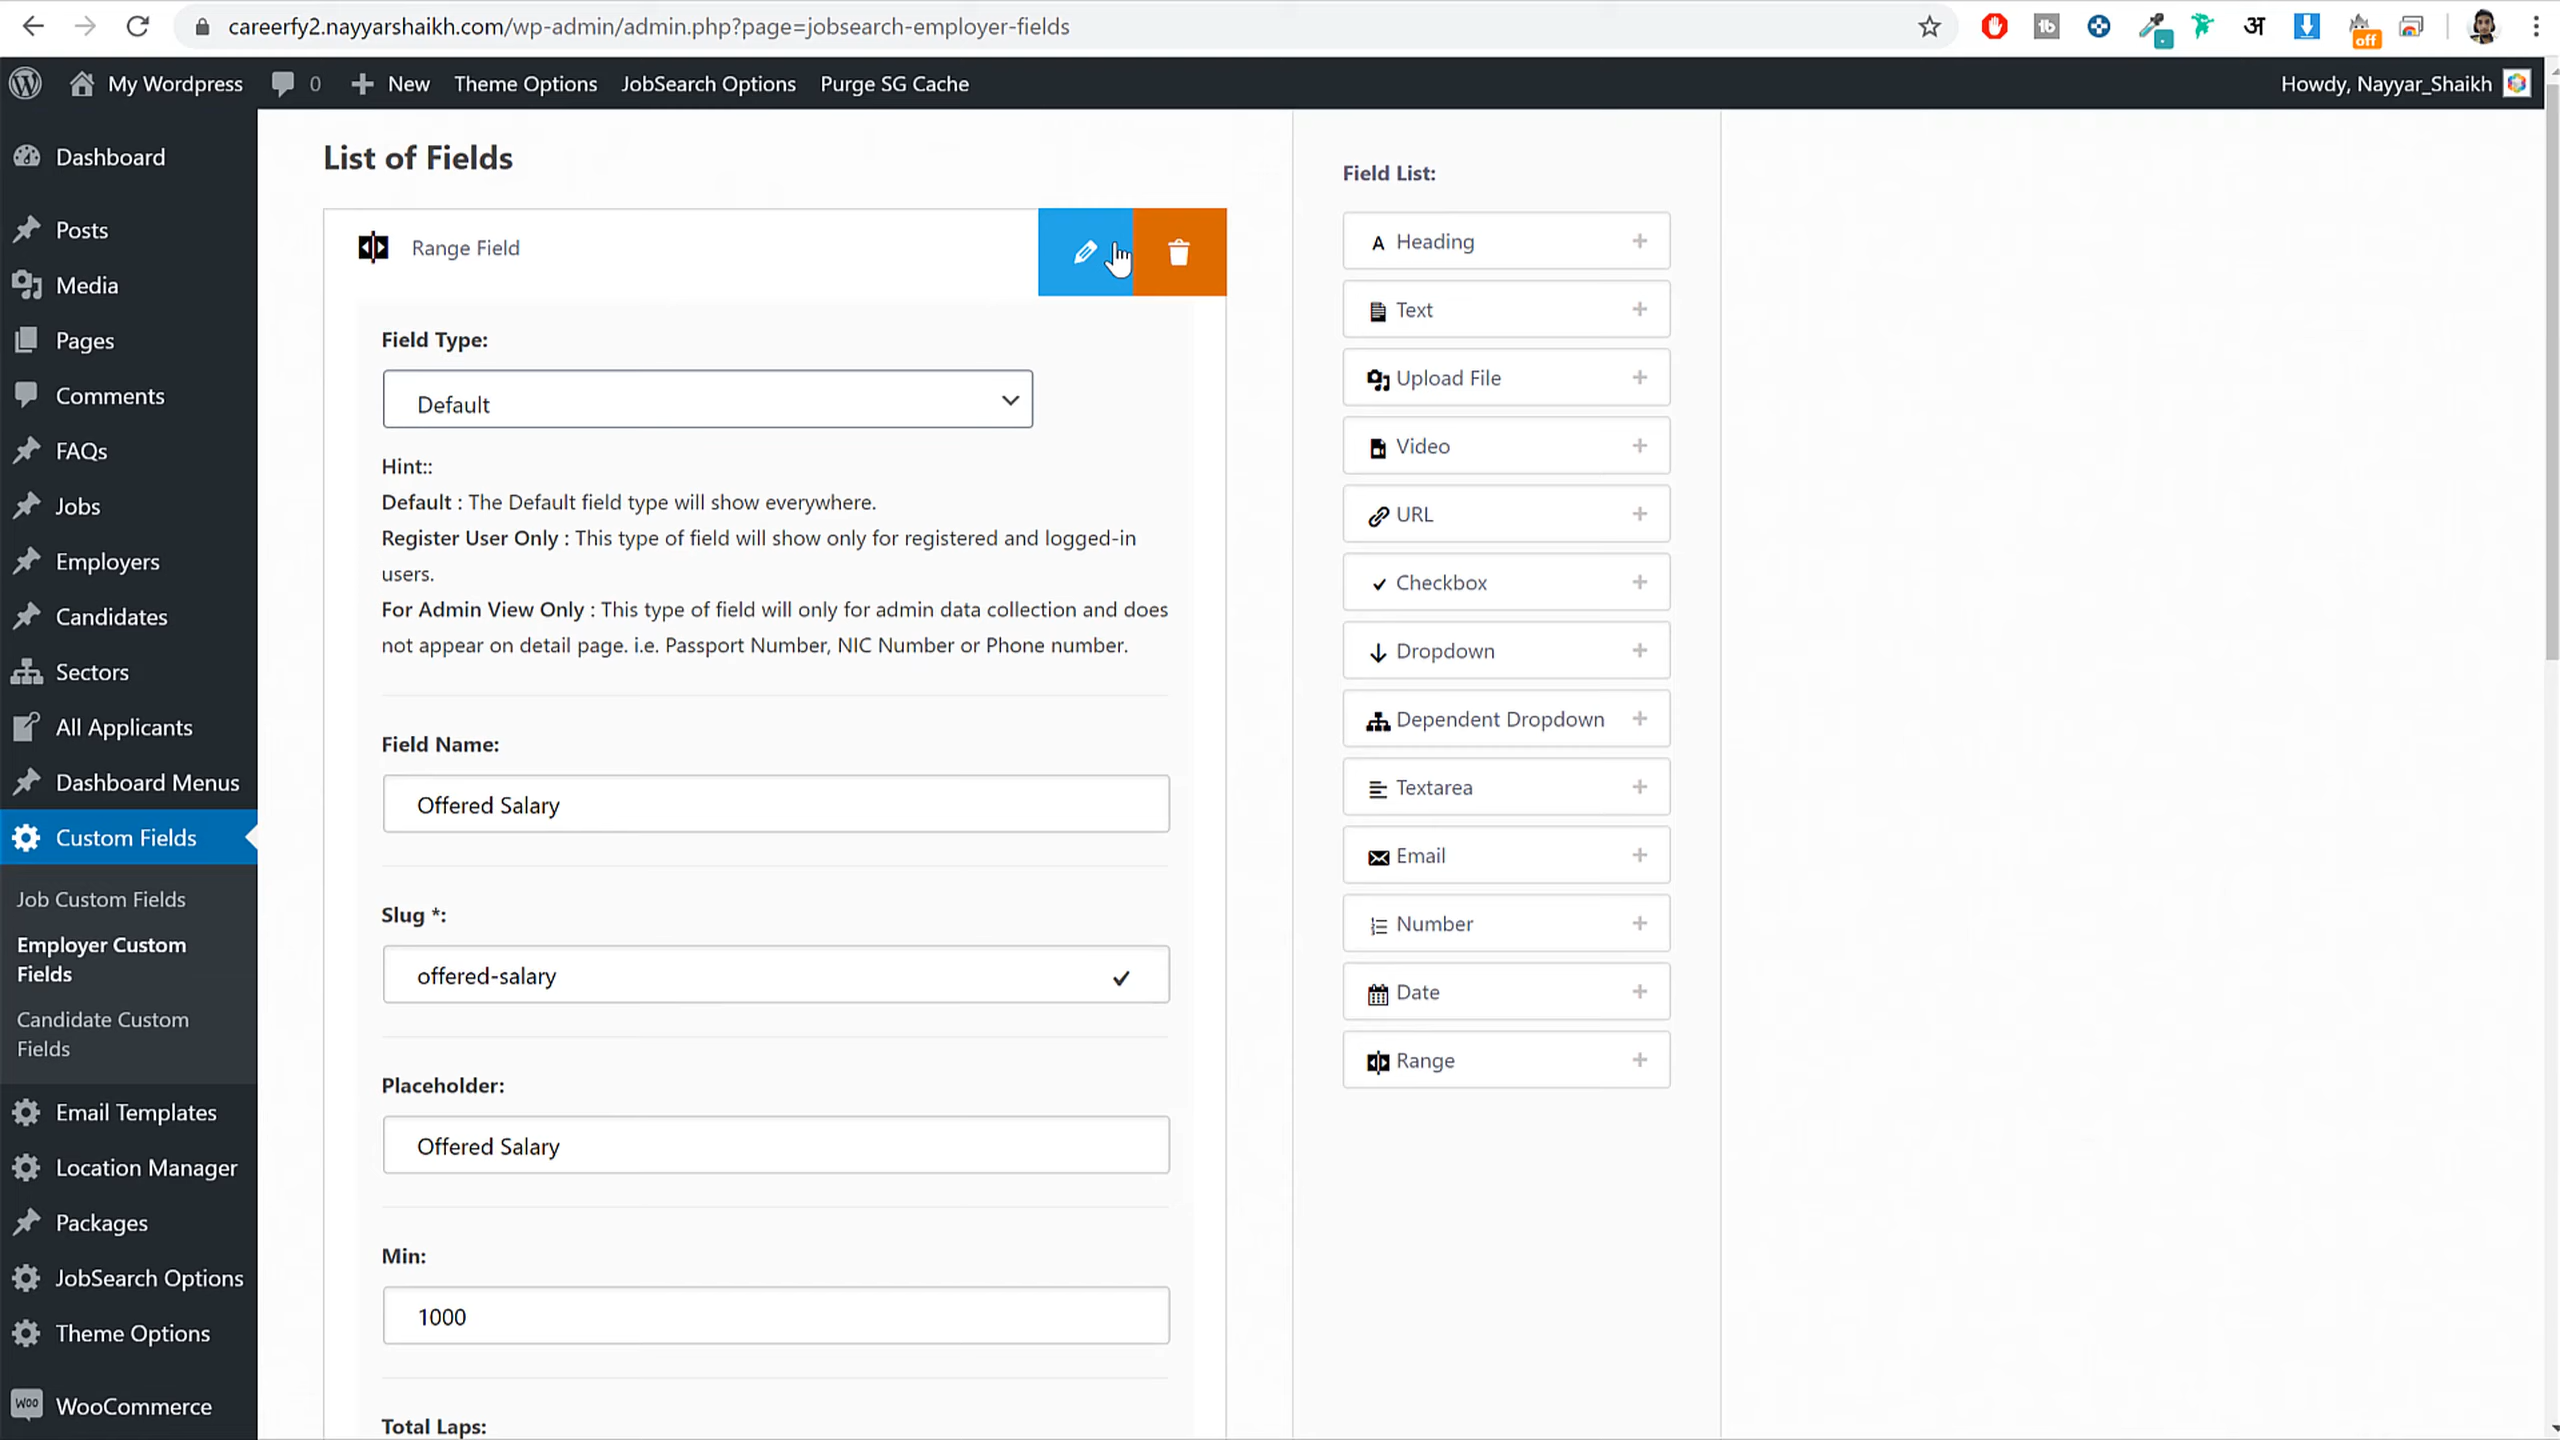 careerfy2.nayyarshaikh.com/wp-admin/admin.php?page=jobsearch-employer-fields
tb
अ
off
My Wordpress
0
New
Theme Options
JobSearch Options
Purge SG Cache
Howdy, Nayyar_Shaikh
Dashboard
Posts
Media
Pages
Comments
FAQs
Jobs
Employers
Candidates
Sectors
All Applicants
Dashboard Menus
Custom Fields
Job Custom Fields
Employer Custom
Fields
Candidate Custom
Fields
Email Templates
Location Manager
Packages
JobSearch Options
Theme Options
Woo
WooCommerce
List of Fields
Range Field
Field Type:
Default
Hint::
Default : The Default field type will show everywhere.
Register User Only : This type of field will show only for registered and logged-in
users.
For Admin View Only : This type of field will only for admin data collection and does
not appear on detail page. i.e. Passport Number, NIC Number or Phone number.
Field Name:
Offered Salary
Slug *:
offered-salary
Placeholder:
Offered Salary
Min:
1000
Total Laps:
Field List:
A Heading
Text
Upload File
Video
URL
Checkbox
Dropdown
Dependent Dropdown
Textarea
Email
Number
Date
Range